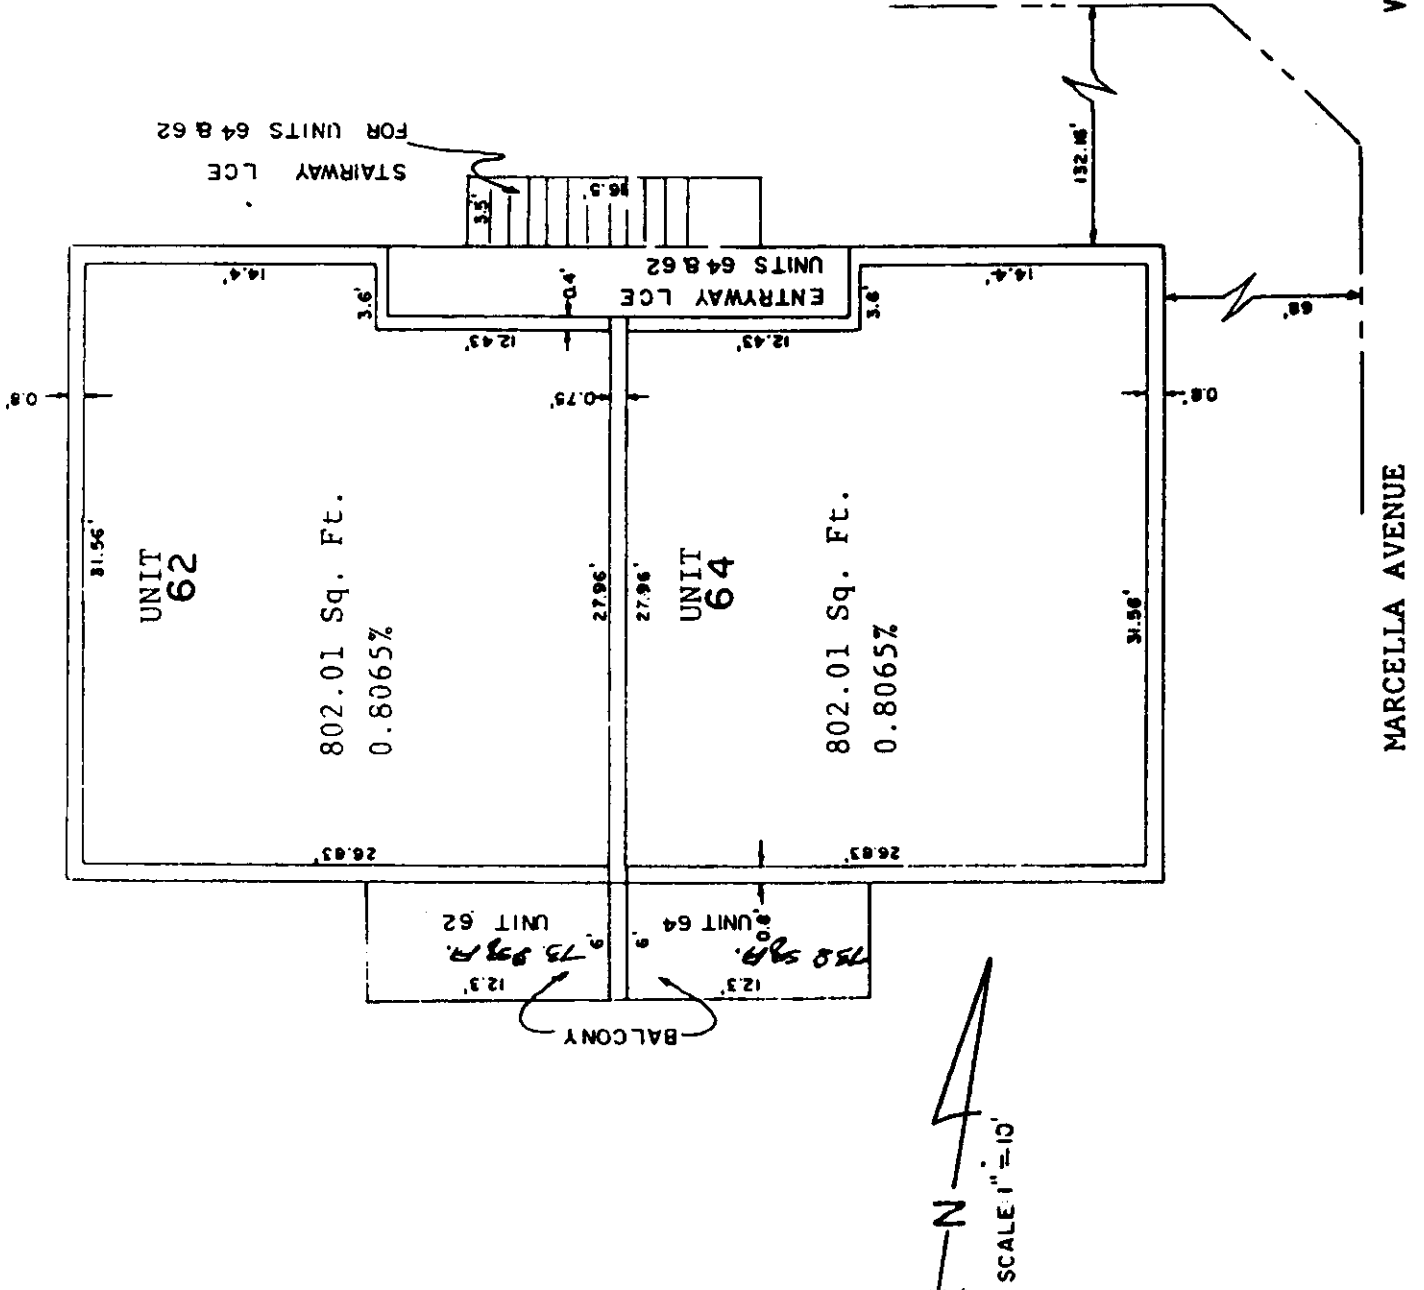 STAIRWAY LCE
FOR UNITS 64 & 62
3.5'
16.5'
132.16'
68'
ENTRYWAY LCE
UNITS 64 & 62
14.4'
14.4'
3.6'
3.6'
0.4'
12.43'
12.43'
0.8'
0.75'
0.8'
31.56'
UNIT
62
802.01 Sq. Ft.
0.8065%
27.96'
27.96'
UNIT
64
802.01 Sq. Ft.
0.8065%
31.56'
26.83'
26.83'
UNIT 62
UNIT 64
0.8'
6'
6'
12.3'
12.3'
BALCONY
MARCELLA AVENUE
N
SCALE 1" = 10'